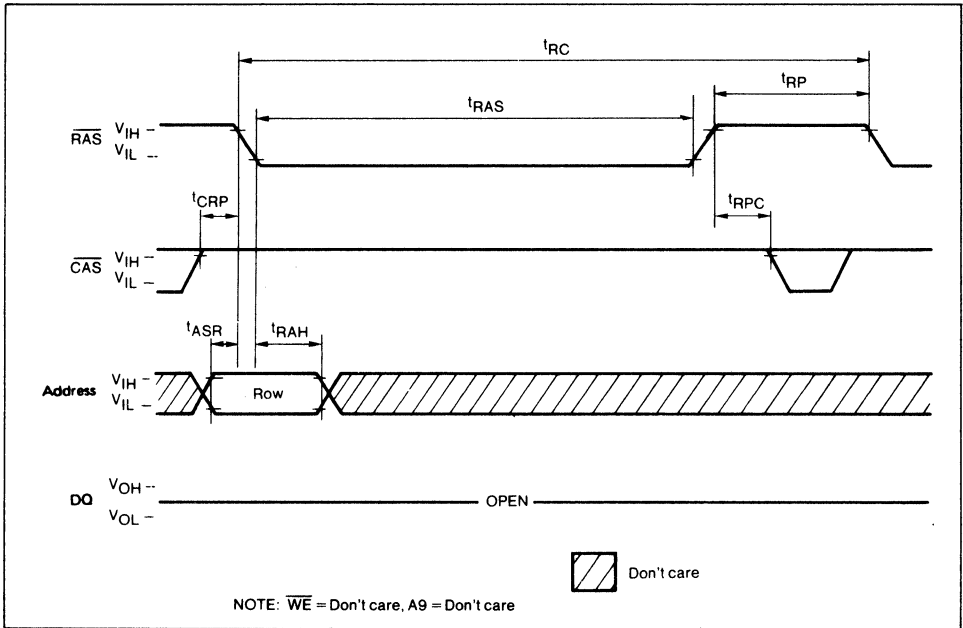 tRC
tRP
tRAS
RAS VIH
VIL
tCRP
tRPC
CAS VIH
VIL
tASR
tRAH
Address VIH
VIL
Row
VOH
DQ
OPEN
VOL
Don't care
NOTE: WE = Don't care, A9 = Don't care